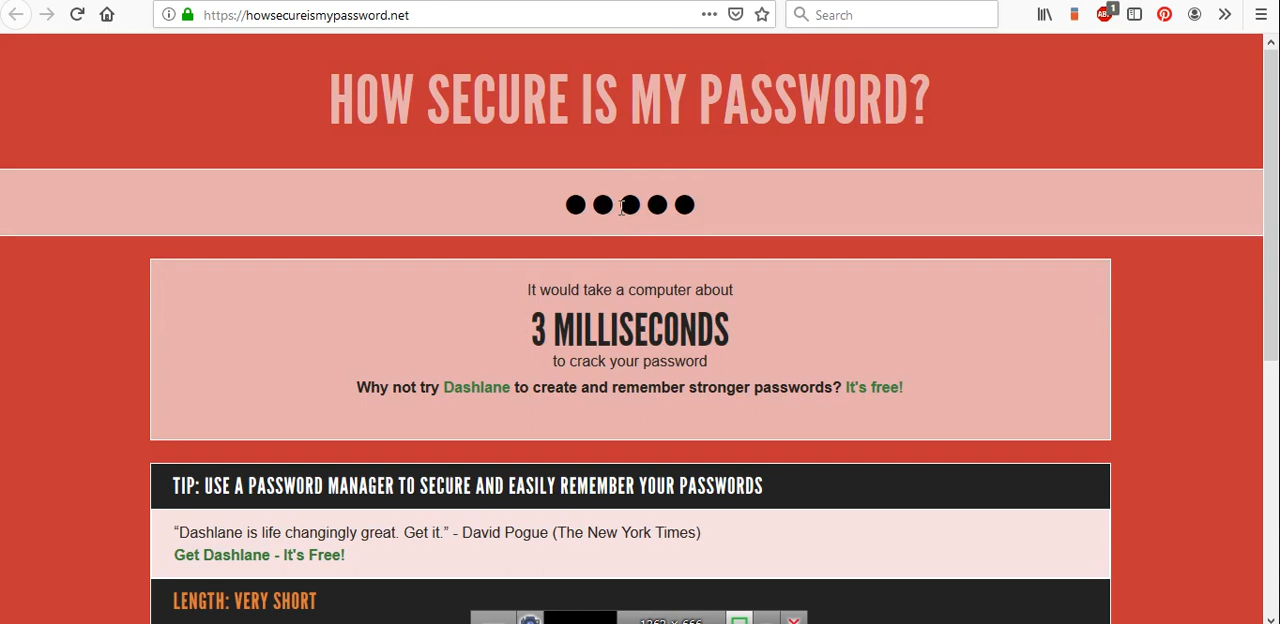 https://howsecureismypassword.net
Search
1
HOW SECURE IS MY PASSWORD?
It would take a computer about
3 MILLISECONDS
to crack your password
Why not try Dashlane to create and remember stronger passwords? It's free!
TIP: USE A PASSWORD MANAGER TO SECURE AND EASILY REMEMBER YOUR PASSWORDS
“Dashlane is life changingly great. Get it.” - David Pogue (The New York Times)
Get Dashlane - It's Free!
LENGTH: VERY SHORT